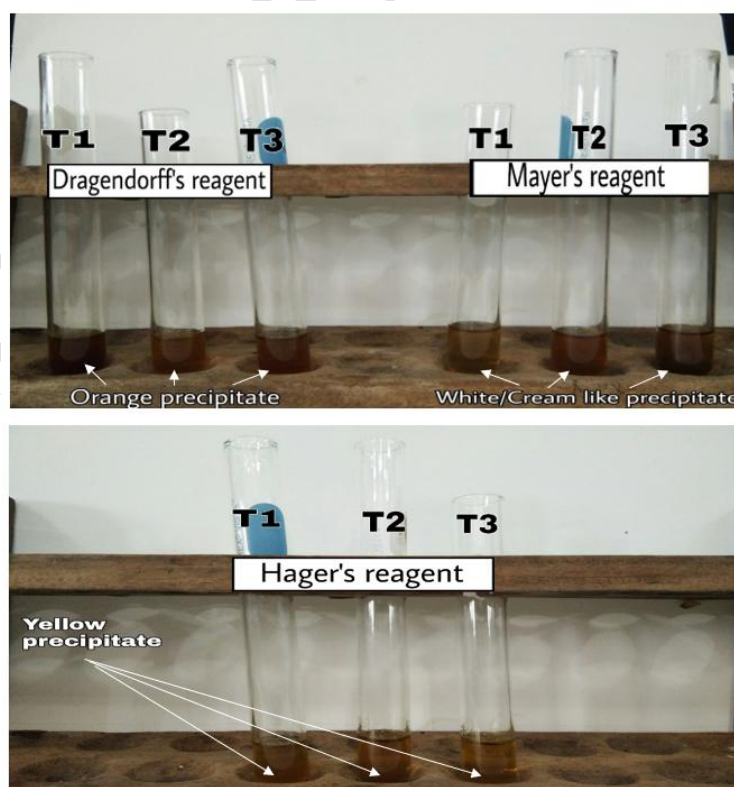 T1 T2 T3 T1 T2 T3
Dragendorff's reagent Mayer's reagent
Orange precipitate White/Cream like precipitate
T1 T2 T3
Hager's reagent
Yellow
precipitate